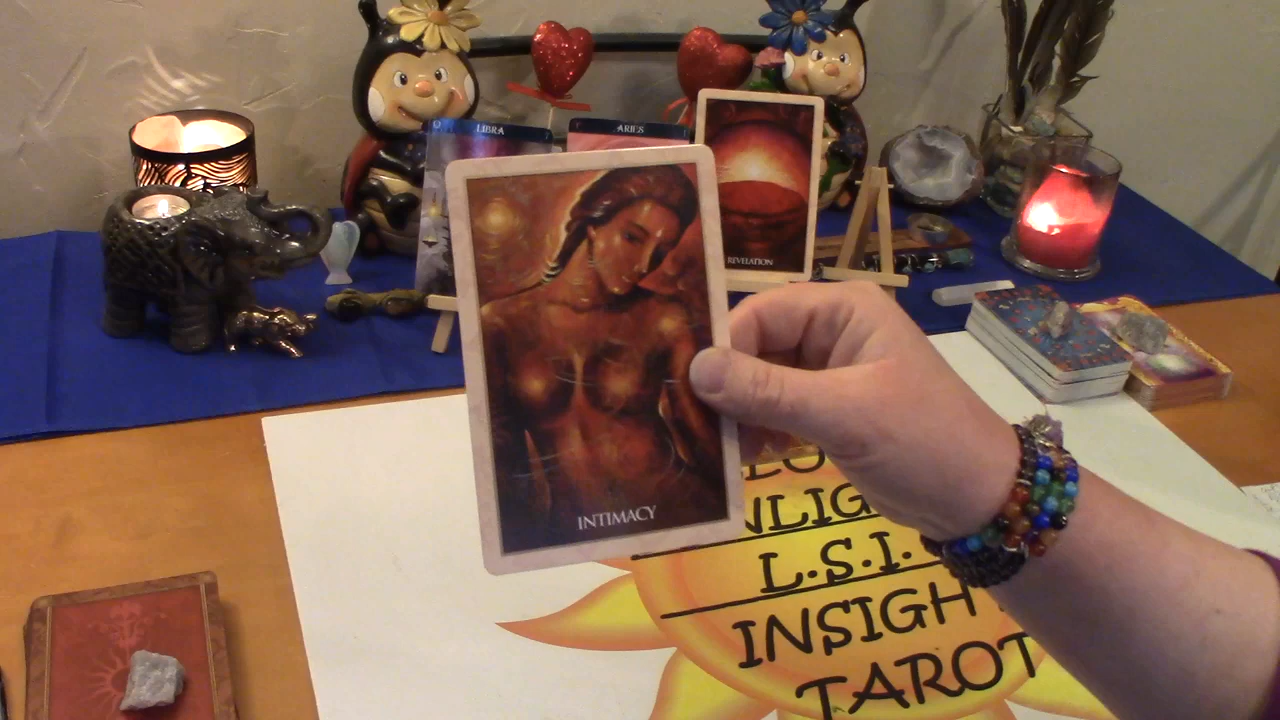 LIBRA
ARIES
REVELATION
INTIMACY
L.S.I.
INSIGH
TAROT